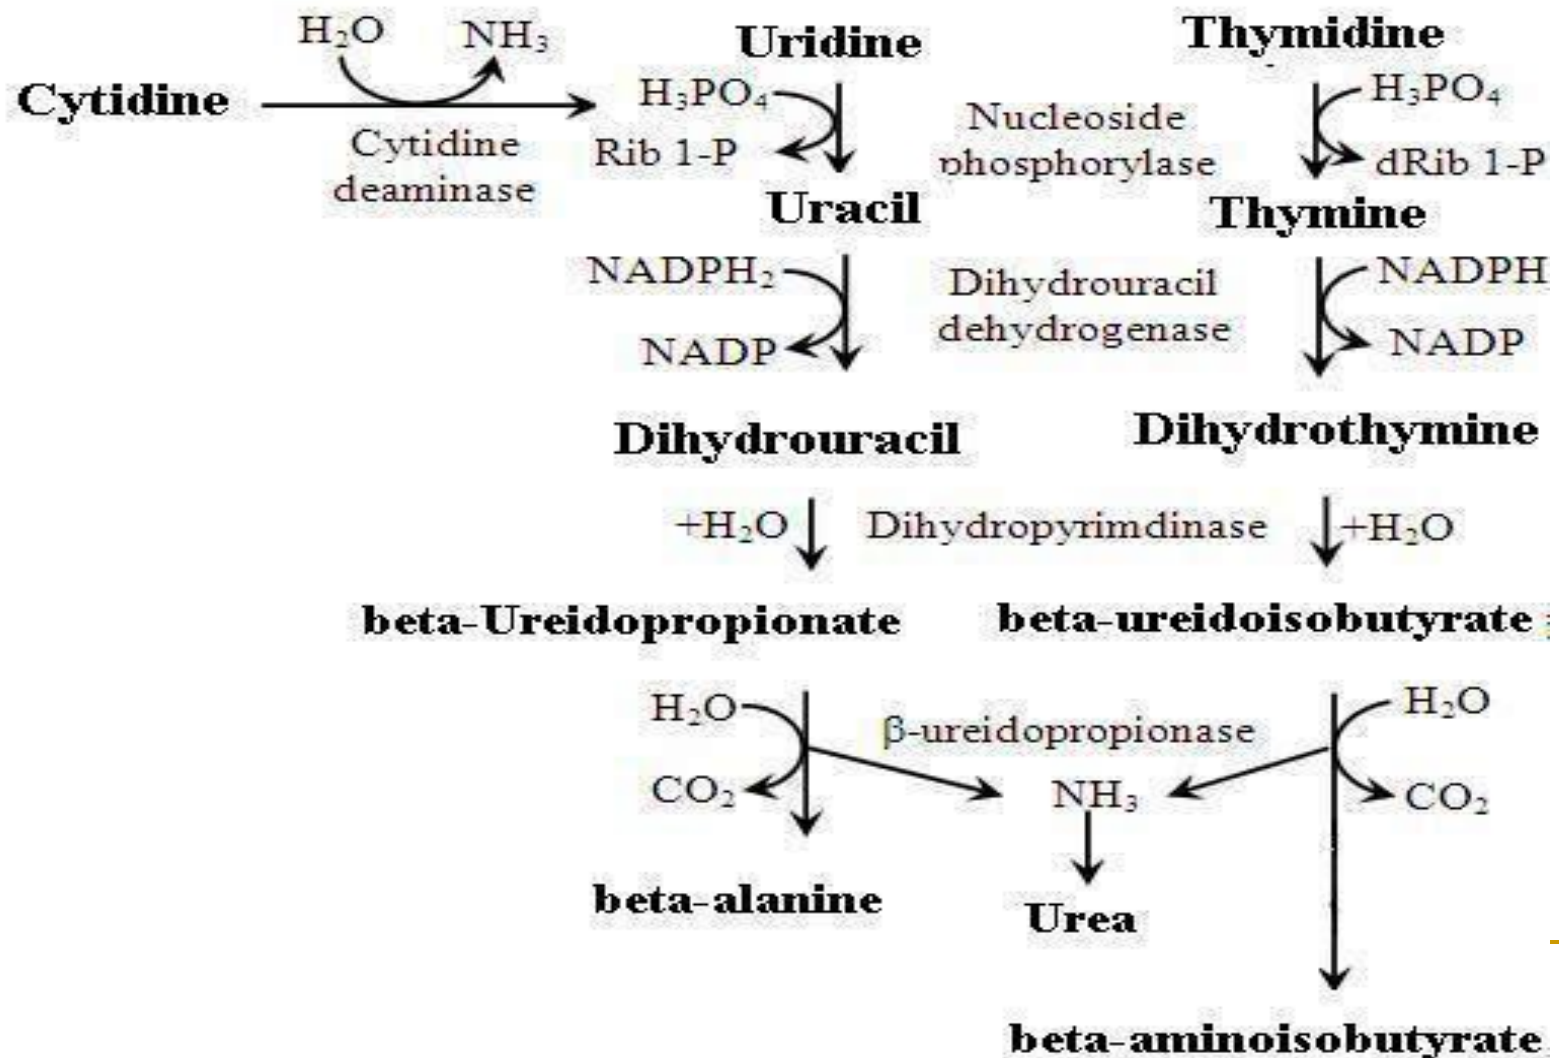 H₂O NH₃ Uridine Thymidine
Cytidine H₃PO₄ H₃PO₄
Cytidine
deaminase
Rib 1-P Nucleoside
phosphorylase dRib 1-P
Uracil Thymine
NADPH₂ Dihydrouracil
dehydrogenase NADPH
NADP NADP
Dihydrouracil Dihydrothymine
+H₂O Dihydropyrimdinase +H₂O
beta-Ureidopropionate beta-ureidoisobutyrate
H₂O β-ureidopropionase H₂O
CO₂ NH₃ CO₂
beta-alanine Urea
beta-aminoisobutyrate